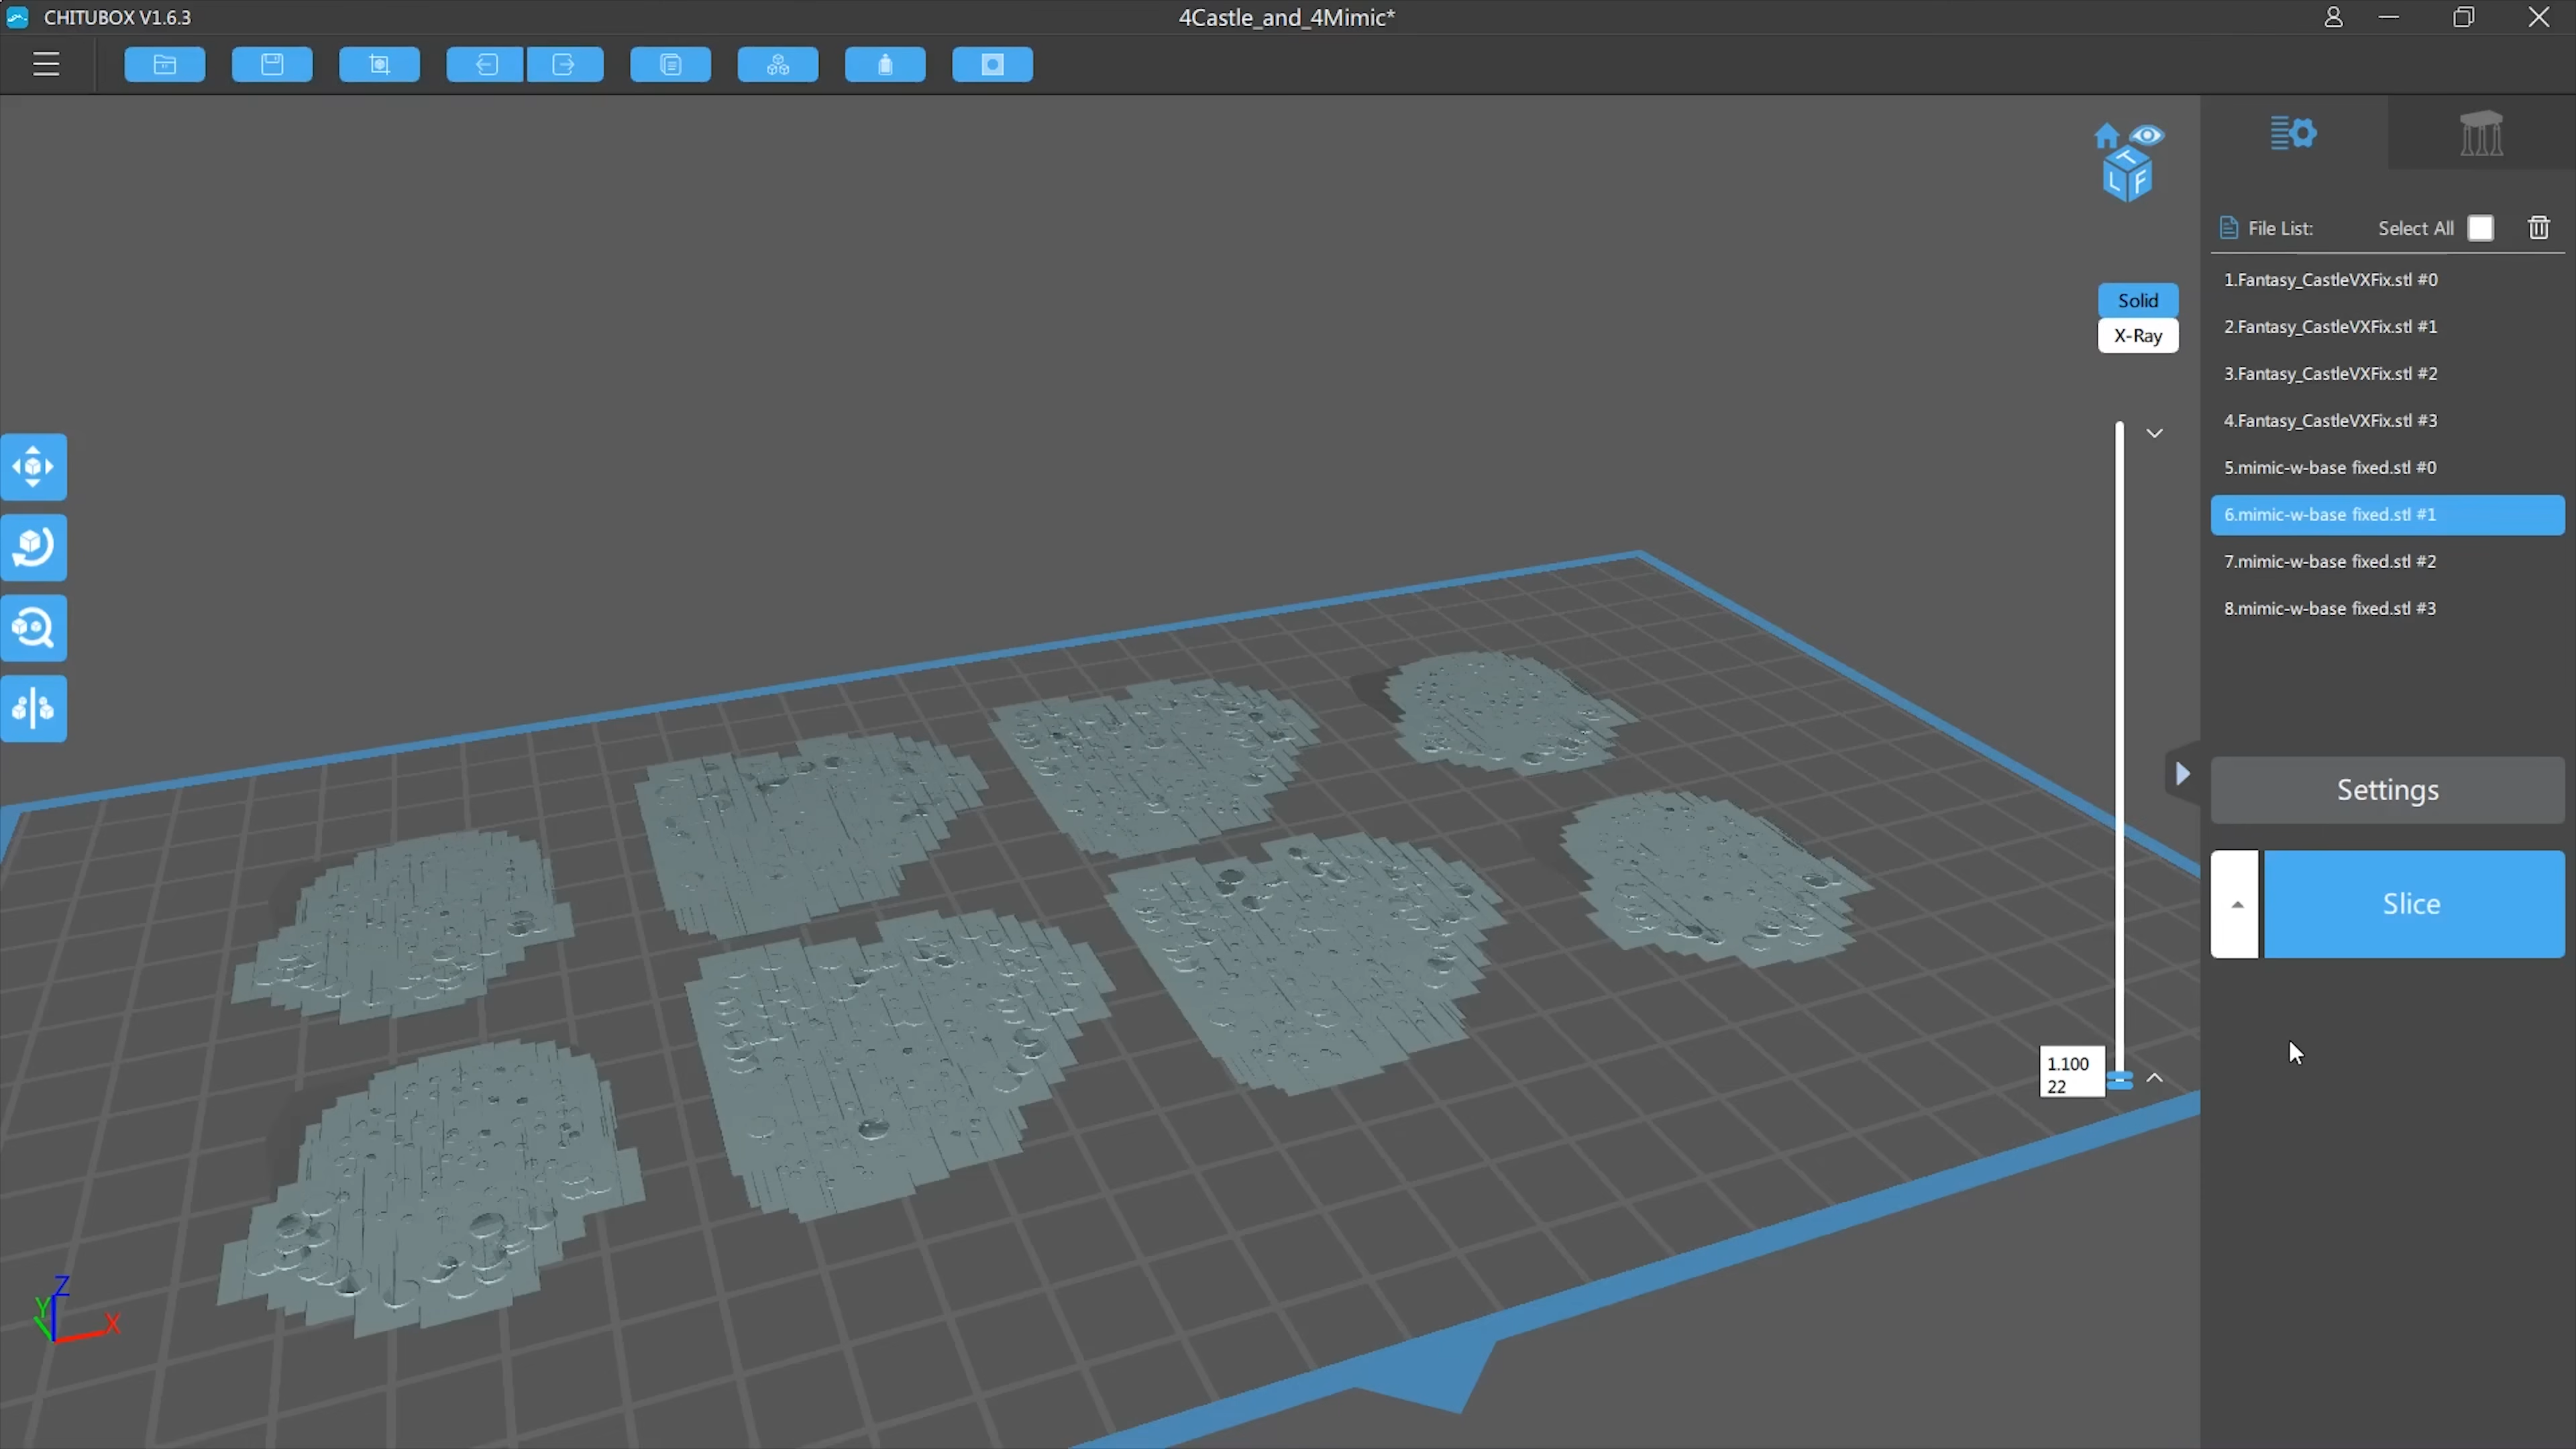 CHITUBOX V1.6.3
4Castle_and_4Mimic*
T
L F
File List:
Select All
Solid
X-Ray
1.Fantasy_CastleVXFix.stl #0
2.Fantasy_CastleVXFix.stl #1
3.Fantasy_CastleVXFix.stl #2
4.Fantasy_CastleVXFix.stl #3
5.mimic-w-base fixed.stl #0
6.mimic-w-base fixed.stl #1
7.mimic-w-base fixed.stl #2
8.mimic-w-base fixed.stl #3
Settings
Slice
1.100
22
Z
Y
X